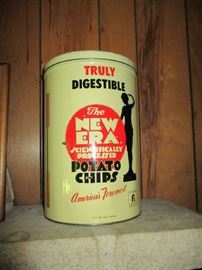 TRULY
DIGESTIBLE
The
NEW
ERA
SCIENTIFICALLY
PROCESSED
POTATO
CHIPS
America's Foremost